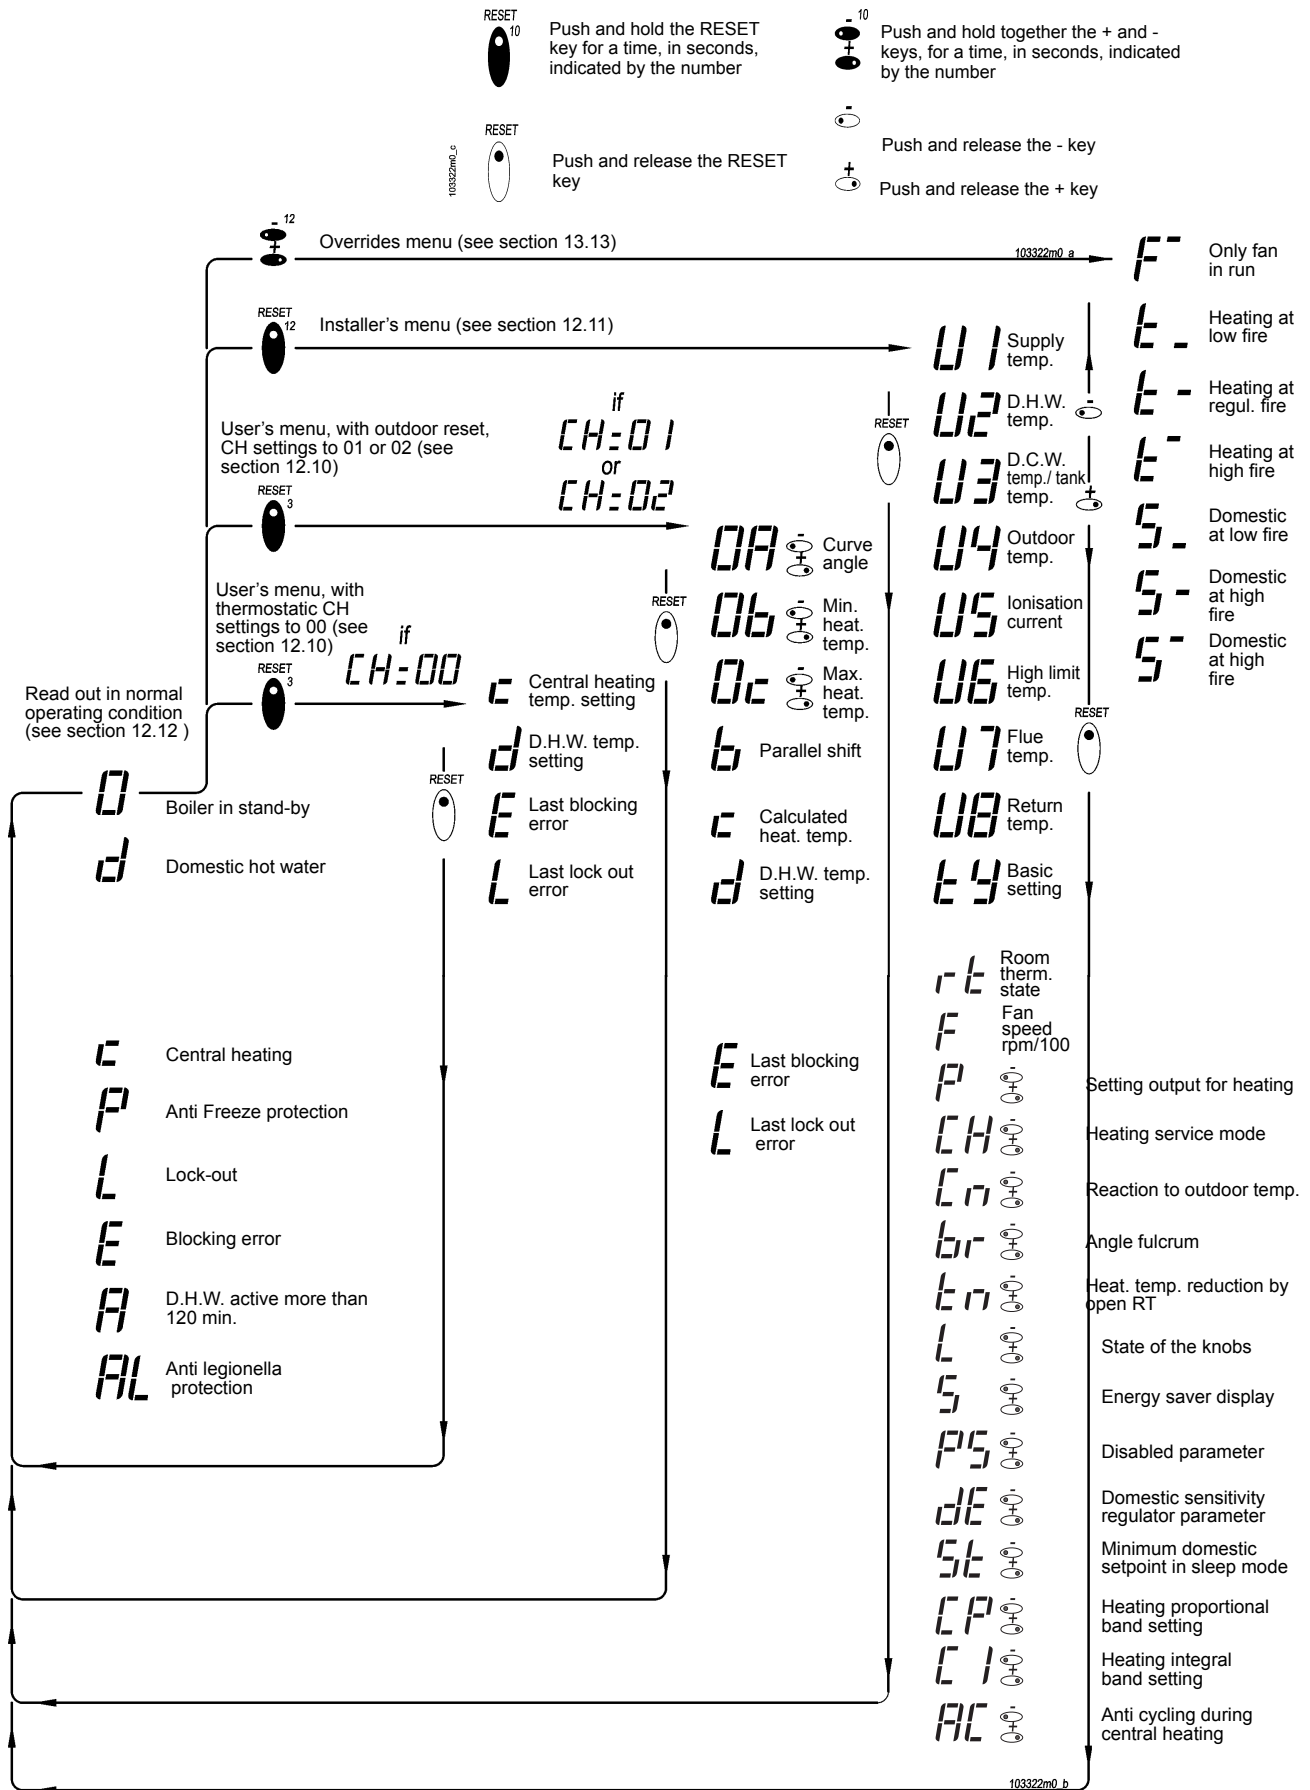 RESET
10
Push and hold the RESET
key for a time, in seconds,
indicated by the number
- 10
+
Push and hold together the + and -
keys, for a time, in seconds, indicated
by the number
-
Push and release the - key
+
Push and release the + key
103322m0_c
RESET
Push and release the RESET
key
- 12
+
Overrides menu (see section 13.13)
103322m0_a
RESET
12
Installer's menu (see section 12.11)
User's menu, with outdoor reset,
CH settings to 01 or 02 (see
section 12.10)
RESET
3
if
CH=01
or
CH=02
User's menu, with
thermostatic CH
settings to 00 (see
section 12.10)
RESET
3
if
CH=00
Read out in normal
operating condition
(see section 12.12 )
0
Boiler in stand-by
d
Domestic hot water
c
Central heating
P
Anti Freeze protection
L
Lock-out
E
Blocking error
A
D.H.W. active more than
120 min.
AL
Anti legionella
protection
RESET
c
Central heating
temp. setting
d
D.H.W. temp.
setting
E
Last blocking
error
L
Last lock out
error
RESET
0A - +
Curve
angle
0b - +
Min.
heat.
temp.
0c - +
Max.
heat.
temp.
b
Parallel shift
c
Calculated
heat. temp.
d
D.H.W. temp.
setting
E
Last blocking
error
L
Last lock out
error
RESET
U1
Supply
temp.
U2
D.H.W.
temp.
U3
D.C.W.
temp./ tank
temp.
U4
Outdoor
temp.
U5
Ionisation
current
U6
High limit
temp.
U7
Flue
temp.
U8
Return
temp.
tY
Basic
setting
rt
Room
therm.
state
F
Fan
speed
rpm/100
P - +
Setting output for heating
CH - +
Heating service mode
Cn - +
Reaction to outdoor temp.
br - +
Angle fulcrum
tn - +
Heat. temp. reduction by
open RT
L - +
State of the knobs
S - +
Energy saver display
PS - +
Disabled parameter
dE - +
Domestic sensitivity
regulator parameter
St - +
Minimum domestic
setpoint in sleep mode
CP - +
Heating proportional
band setting
C1 - +
Heating integral
band setting
AC - +
Anti cycling during
central heating
-
+
RESET
F¯
Only fan
in run
t_
Heating at
low fire
t-
Heating at
regul. fire
t¯
Heating at
high fire
S_
Domestic
at low fire
S-
Domestic
at high
fire
S¯
Domestic
at high
fire
103322m0_b